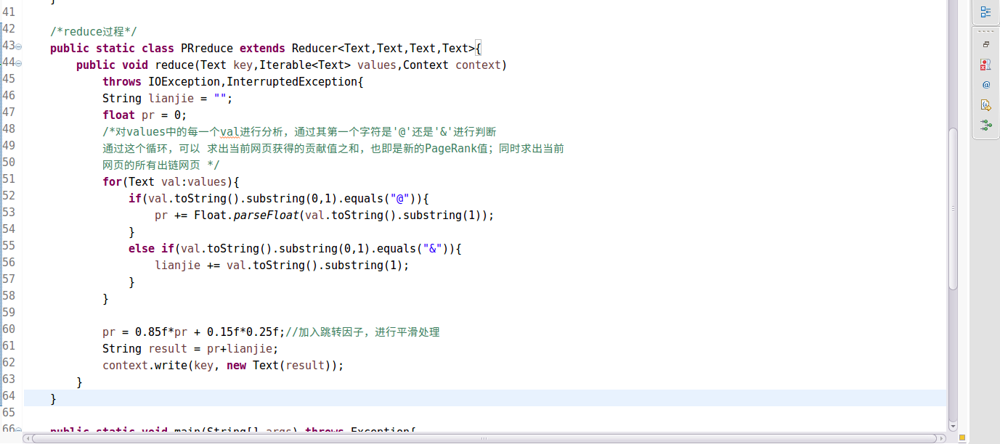 41
42 /*reduce过程*/
43 public static class PRreduce extends Reducer<Text,Text,Text,Text>{
44 public void reduce(Text key,Iterable<Text> values,Context context)
45 throws IOException,InterruptedException{
46 String lianjie = "";
47 float pr = 0;
48 /*对values中的每一个val进行分析，通过其第一个字符是'@'还是'&'进行判断
49 通过这个循环，可以 求出当前网页获得的贡献值之和，也即是新的PageRank值；同时求出当前
50 网页的所有出链网页 */
51 for(Text val:values){
52 if(val.toString().substring(0,1).equals("@")){
53 pr += Float.parseFloat(val.toString().substring(1));
54 }
55 else if(val.toString().substring(0,1).equals("&")){
56 lianjie += val.toString().substring(1);
57 }
58 }
59
60 pr = 0.85f*pr + 0.15f*0.25f;//加入跳转因子，进行平滑处理
61 String result = pr+lianjie;
62 context.write(key, new Text(result));
63 }
64 }
65
66 public static void main(String[] args) throws Exception{